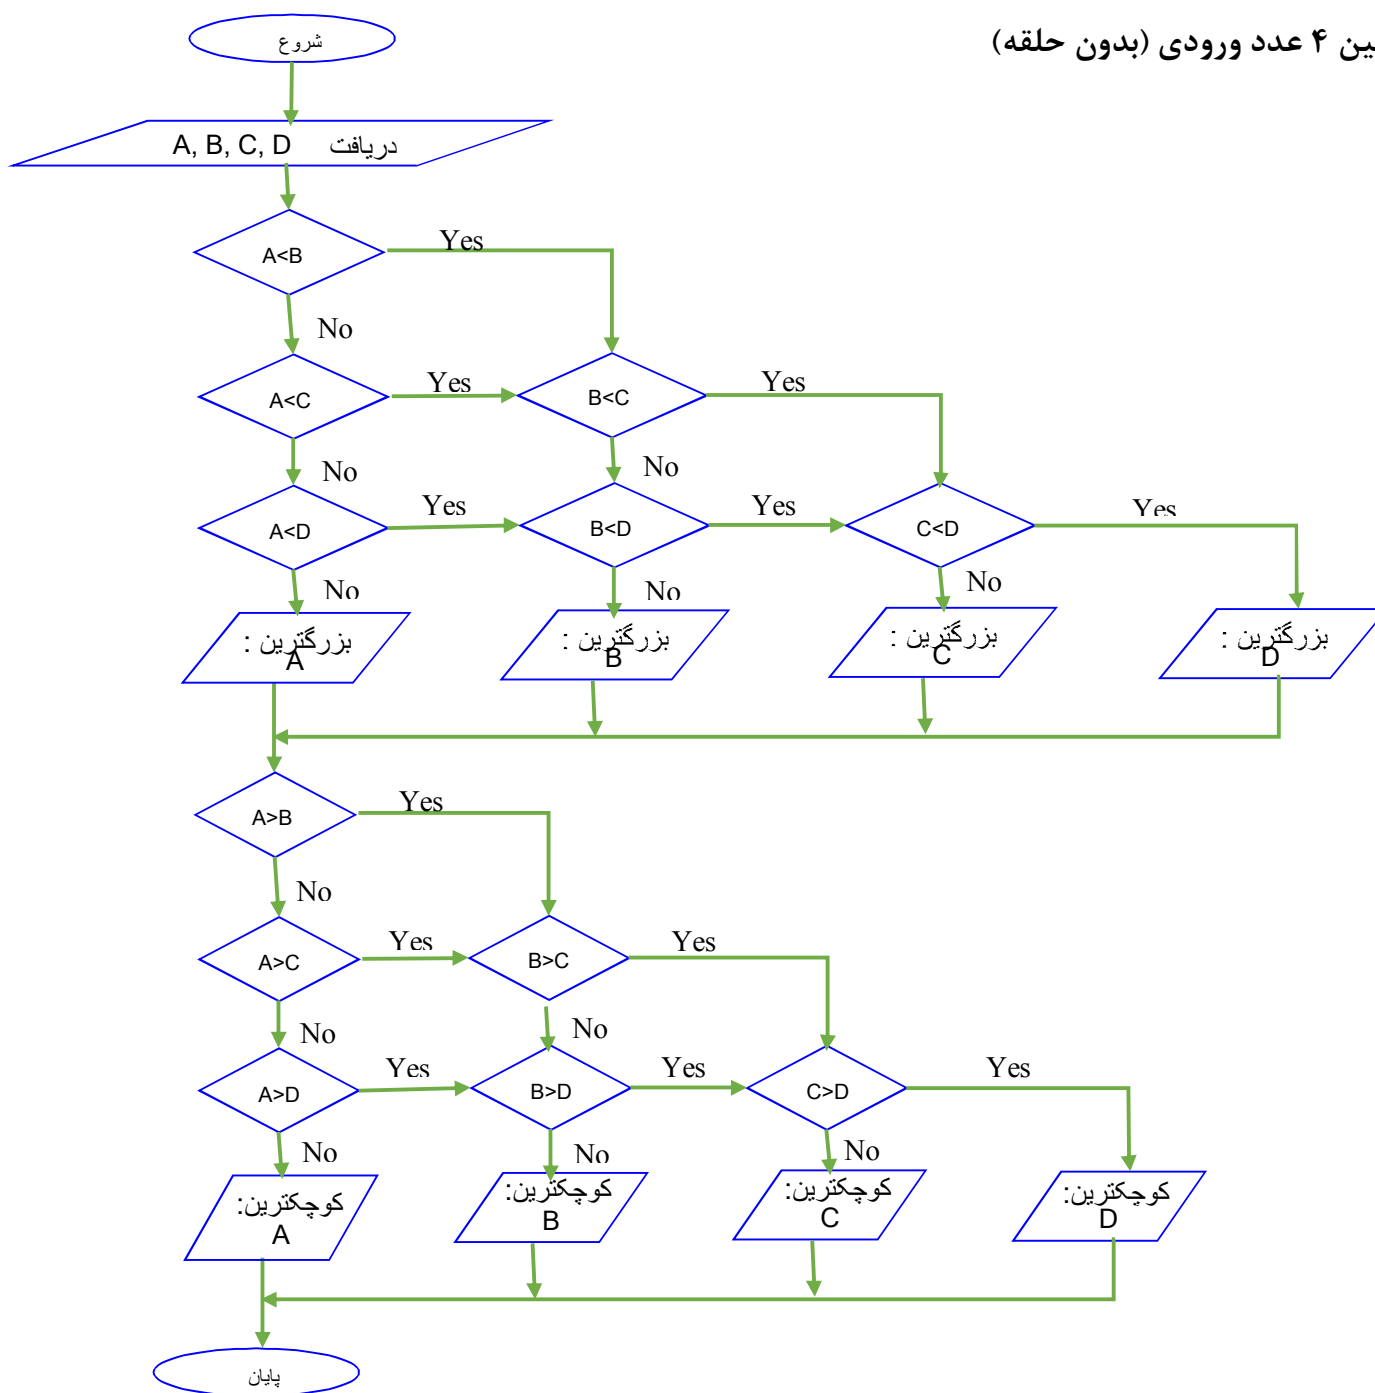 ین ۴ عدد ورودی (بدون حلقه)
شروع
دریافت A, B, C, D
A<B
Yes
No
A<C
Yes
B<C
Yes
No
No
A<D
Yes
B<D
Yes
C<D
Yes
No
No
No
بزرگترین :
A
بزرگترین :
B
بزرگترین :
C
بزرگترین :
D
A>B
Yes
No
A>C
Yes
B>C
Yes
No
No
A>D
Yes
B>D
Yes
C>D
Yes
No
No
No
کوچکترین:
A
کوچکترین:
B
کوچکترین:
C
کوچکترین:
D
پایان